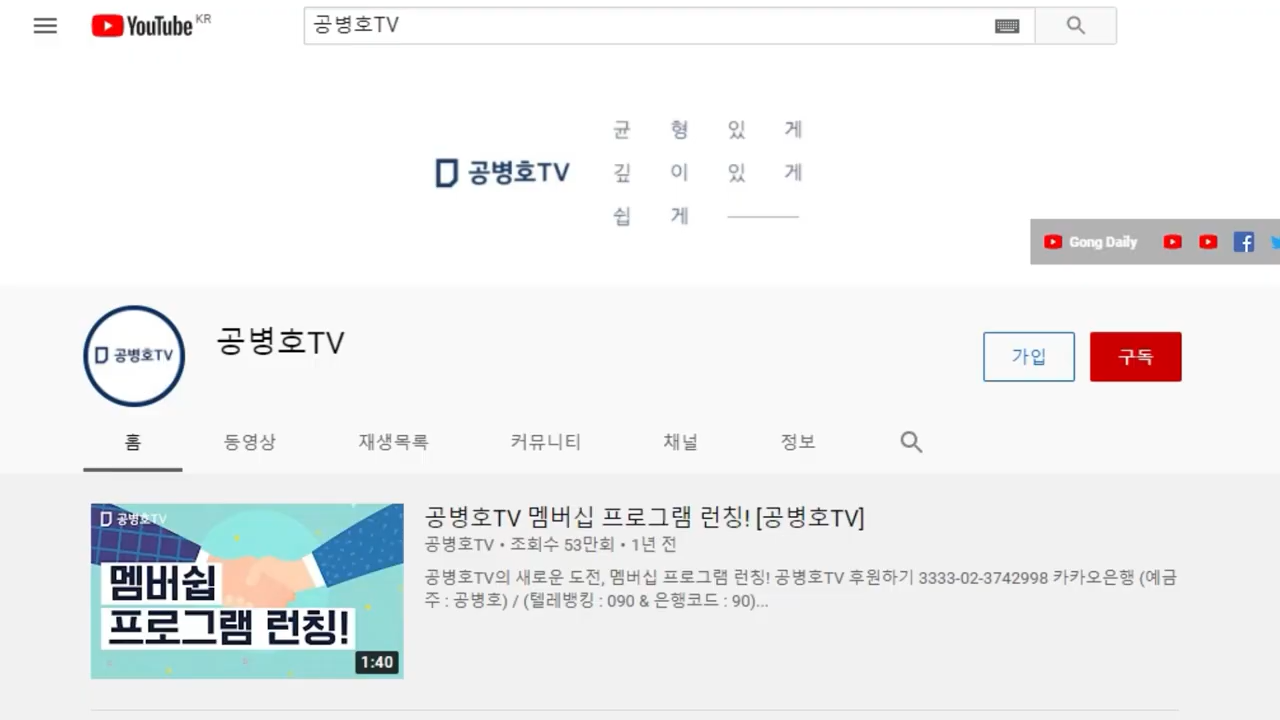 YouTube KR
공병호TV
균 형 있 게
공병호TV
깊 이 있 게
쉽 게
Gong Daily
공병호TV
공병호TV
가입
구독
홈 동영상 재생목록 커뮤니티 채널 정보
공병호TV
멤버쉽
프로그램 런칭!
1:40
공병호TV 멤버십 프로그램 런칭! [공병호TV]
공병호TV • 조회수 53만회 • 1년 전
공병호TV의 새로운 도전, 멤버십 프로그램 런칭! 공병호TV 후원하기 3333-02-3742998 카카오은행 (예금
주 : 공병호) / (텔레뱅킹 : 090 & 은행코드 : 90)...